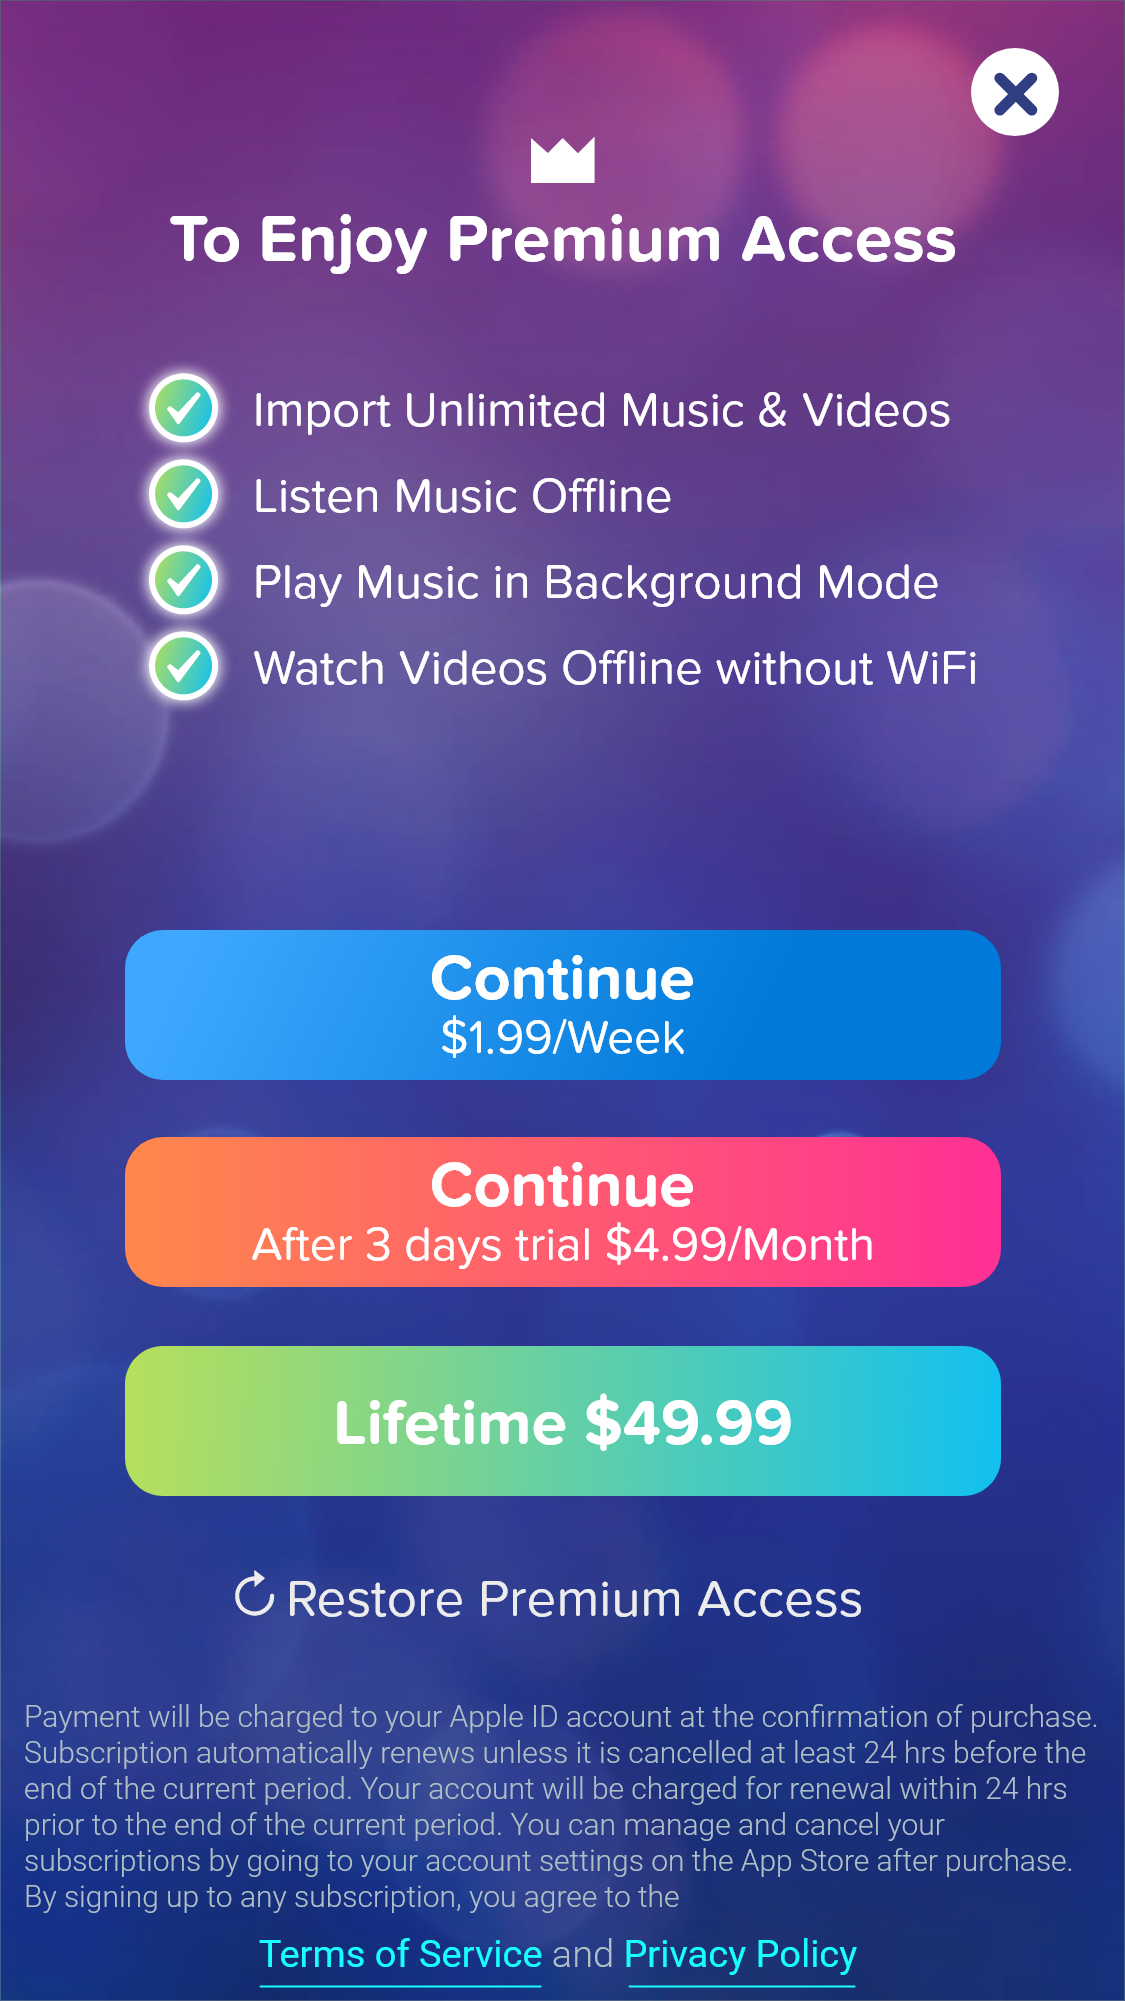 To Enjoy Premium Access
Import Unlimited Music & Videos
Listen Music Offline
Play Music in Background Mode
Watch Videos Offline without WiFi
Continue
$1.99/Week
Continue
After 3 days trial $4.99/Month
Lifetime $49.99
Restore Premium Access
Payment will be charged to your Apple ID account at the confirmation of purchase.
Subscription automatically renews unless it is cancelled at least 24 hrs before the
end of the current period. Your account will be charged for renewal within 24 hrs
prior to the end of the current period. You can manage and cancel your
subscriptions by going to your account settings on the App Store after purchase.
By signing up to any subscription, you agree to the
Terms of Service and Privacy Policy